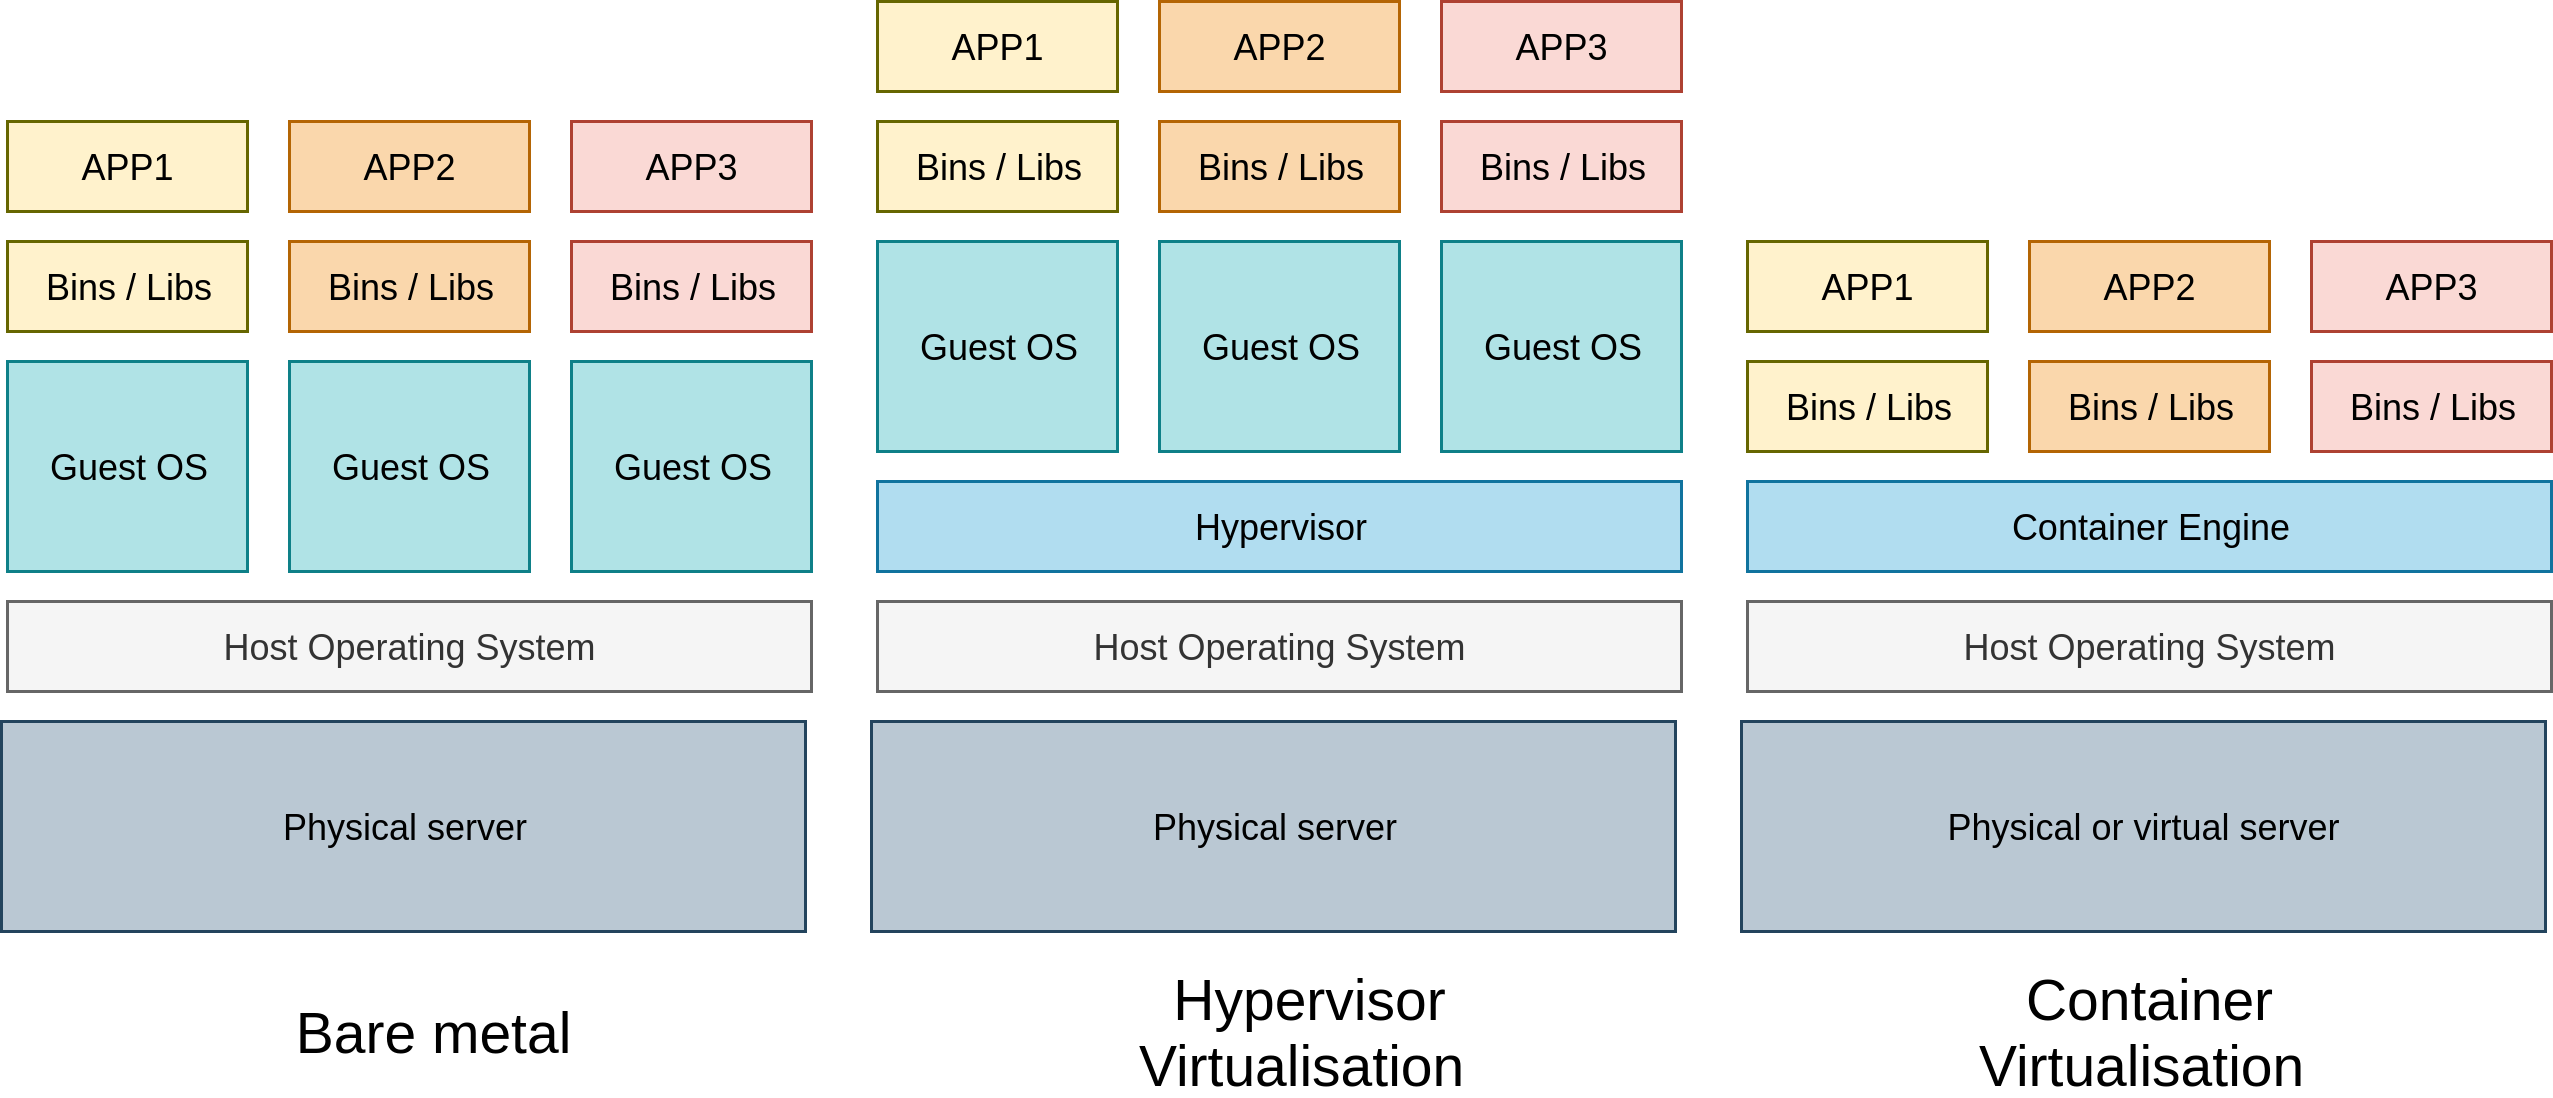 APP1 APP2 APP3
Bins / Libs Bins / Libs Bins / Libs
Guest OS Guest OS Guest OS
Host Operating System
Physical server
Bare metal
APP1 APP2 APP3
Bins / Libs Bins / Libs Bins / Libs
Guest OS Guest OS Guest OS
Hypervisor
Host Operating System
Physical server
Hypervisor
Virtualisation
APP1 APP2 APP3
Bins / Libs Bins / Libs Bins / Libs
Container Engine
Host Operating System
Physical or virtual server
Container
Virtualisation